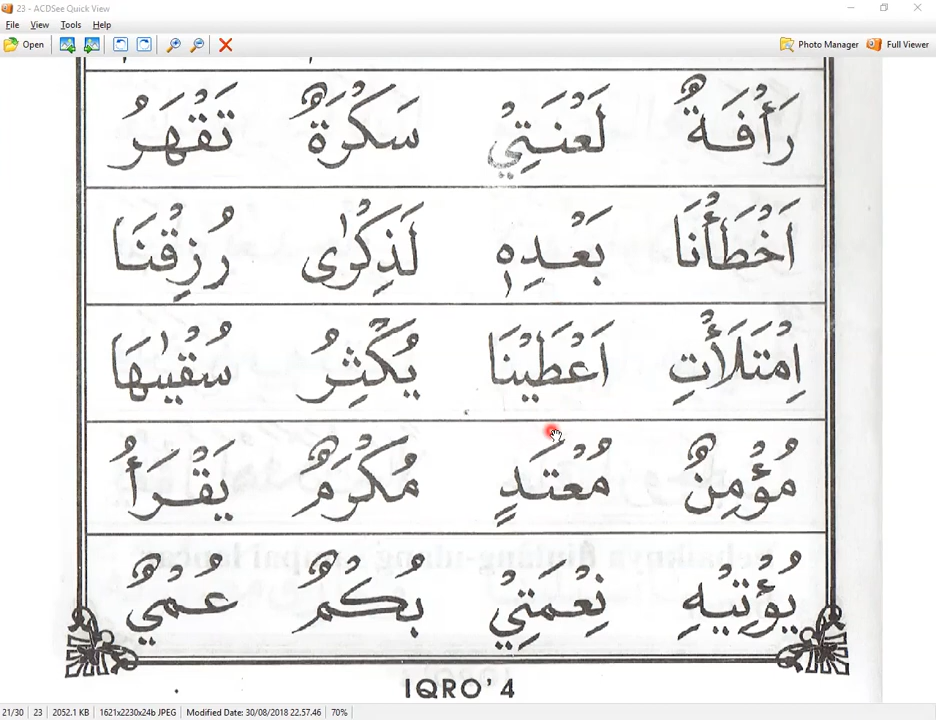 23 - ACDSee Quick View
File View Tools Help
Open Photo Manager Full Viewer
رَأْفَةٌ لَعْنَتِيْ سَكْرَةٌ تَقْهَرُ
اَخْطَأْنَا بَعْدِهٖ لَذِكْرٰى رُزِقْنَا
اِمْتَلَأْتِ اَعْطَيْنَا يُكْثِرُ سُقْيٰهَا
مُؤْمِنٌ مُعْتَدٍ مُكْرَمٌ يَقْرَأُ
يُؤْتِيْهِ نِعْمَتِيْ بُكْمٌ عُمْيٌ
IQRO' 4
21/30 23 2052.1 KB 1621x2230x24b JPEG Modified Date: 30/08/2018 22.57.46 70%